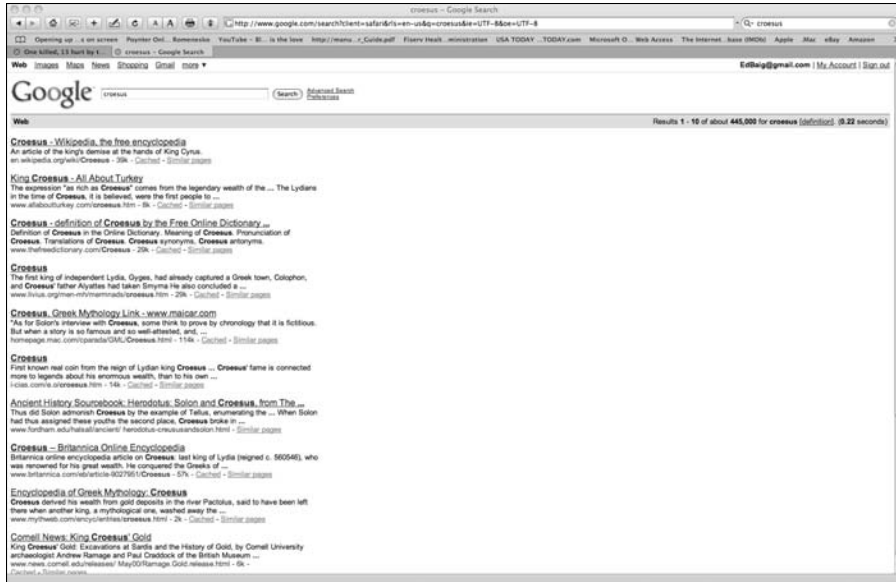 croesus - Google Search
A A http://www.google.com/search?client=safari&rls=en-us&q=croesus&ie=UTF-8&oe=UTF-8 Q- croesus
Opening up ...s on screen Poynter Onl... Romenesko YouTube - Bl... is the love http://manu...r_Guide.pdf Fiserv Healt...ministration USA TODAY ...TODAY.com Microsoft O... Web Access The Internet ...base (IMDb) Apple .Mac eBay Amazon
One killed, 13 hurt by t... croesus - Google Search
Web Images Maps News Shopping Gmail more ▼ EdBaig@gmail.com | My Account | Sign out
Google croesus Search Advanced Search
Preferences
Web Results 1 - 10 of about 445,000 for croesus [definition]. (0.22 seconds)
Croesus - Wikipedia, the free encyclopedia
An article of the king's demise at the hands of King Cyrus.
en.wikipedia.org/wiki/Croesus - 39k - Cached - Similar pages
King Croesus - All About Turkey
The expression "as rich as Croesus" comes from the legendary wealth of the ... The Lydians
in the time of Croesus, it is believed, were the first people to ...
www.allaboutturkey.com/croesus.htm - 8k - Cached - Similar pages
Croesus - definition of Croesus by the Free Online Dictionary ...
Definition of Croesus in the Online Dictionary. Meaning of Croesus. Pronunciation of
Croesus. Translations of Croesus. Croesus synonyms, Croesus antonyms.
www.thefreedictionary.com/Croesus - 29k - Cached - Similar pages
Croesus
The first king of independent Lydia, Gyges, had already captured a Greek town, Colophon,
and Croesus' father Alyattes had taken Smyrna He also concluded a ...
www.livius.org/men-mh/mermnads/croesus.htm - 29k - Cached - Similar pages
Croesus, Greek Mythology Link - www.maicar.com
"As for Solon's interview with Croesus, some think to prove by chronology that it is fictitious.
But when a story is so famous and so well-attested, and, ...
homepage.mac.com/cparada/GML/Croesus.html - 114k - Cached - Similar pages
Croesus
First known real coin from the reign of Lydian king Croesus ... Croesus' fame is connected
more to legends about his enormous wealth, than to his own ...
i-cias.com/e.o/croesus.htm - 14k - Cached - Similar pages
Ancient History Sourcebook: Herodotus: Solon and Croesus, from The ...
Thus did Solon admonish Croesus by the example of Tellus, enumerating the ... When Solon
had thus assigned these youths the second place, Croesus broke in ...
www.fordham.edu/halsall/ancient/ herodotus-creususandsolon.html - Similar pages
Croesus – Britannica Online Encyclopedia
Britannica online encyclopedia article on Croesus: last king of Lydia (reigned c. 560546), who
was renowned for his great wealth. He conquered the Greeks of ...
www.britannica.com/eb/article-9027951/Croesus - 57k - Cached - Similar pages
Encyclopedia of Greek Mythology: Croesus
Croesus derived his wealth from gold deposits in the river Pactolus, said to have been left
there when another king, a mythological one, washed away the ...
www.mythweb.com/encyc/entries/croesus.html - 2k - Cached - Similar pages
Cornell News: King Croesus' Gold
King Croesus' Gold: Excavations at Sardis and the History of Gold, by Cornell University
archaeologist Andrew Ramage and Paul Craddock of the British Museum ...
www.news.cornell.edu/releases/ May00/Ramage.Gold.release.html - 6k -
Cached - Similar pages